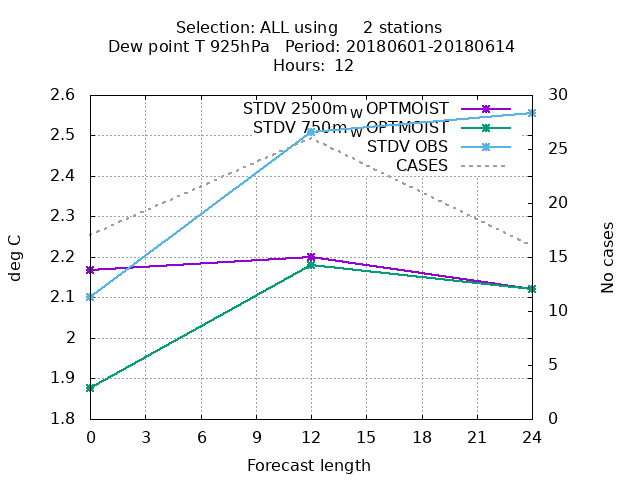 Selection: ALL using     2 stations
Dew point T 925hPa   Period: 20180601-20180614
Hours: 12
STDV 2500m_W OPTMOIST
STDV 750m_W OPTMOIST
STDV OBS
CASES
2.6
2.5
2.4
2.3
2.2
2.1
2
1.9
1.8
deg C
30
25
20
15
10
5
0
No cases
0 3 6 9 12 15 18 21 24
Forecast length